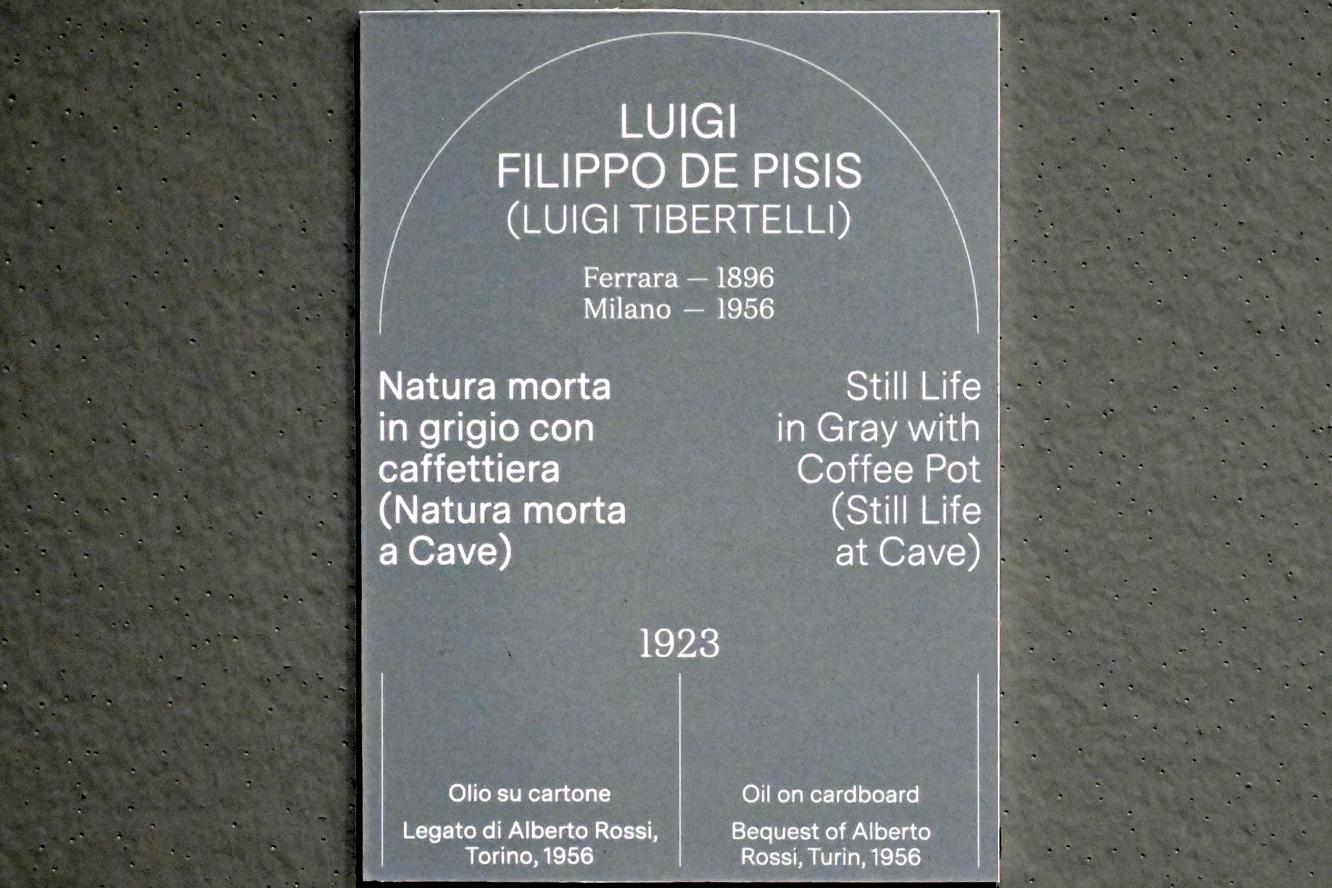 LUIGI
FILIPPO DE PISIS
(LUIGI TIBERTELLI)
Ferrara — 1896
Milano — 1956
Natura morta
in grigio con
caffettiera
(Natura morta
a Cave)
Still Life
in Gray with
Coffee Pot
(Still Life
at Cave)
1923
Olio su cartone
Legato di Alberto Rossi,
Torino, 1956
Oil on cardboard
Bequest of Alberto
Rossi, Turin, 1956